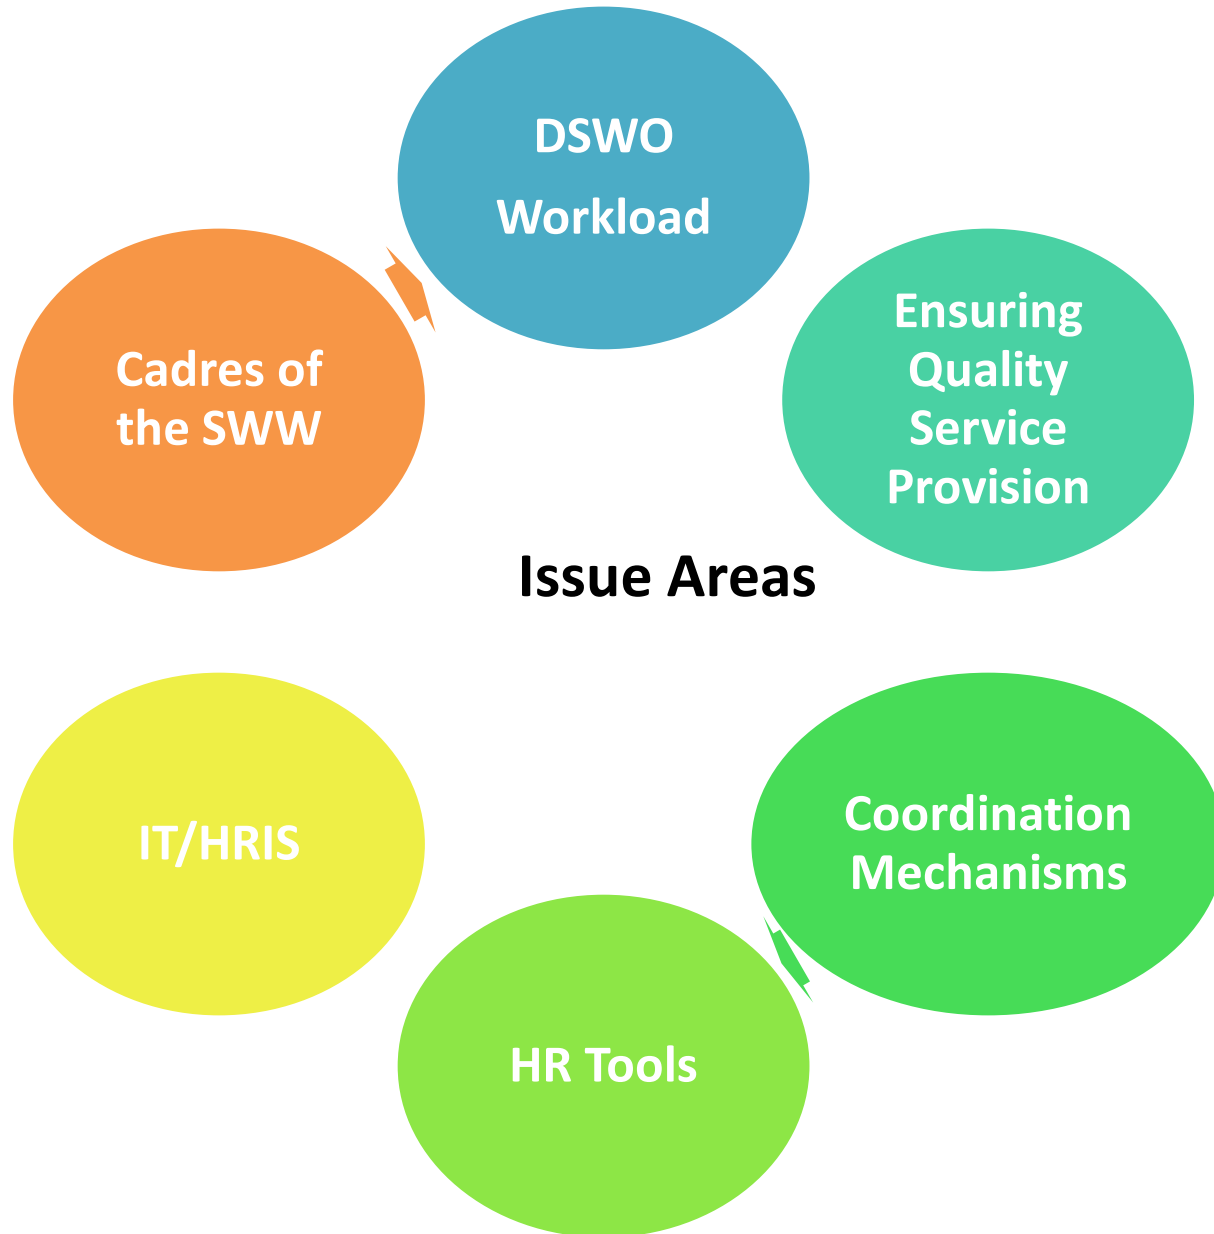 DSWO
Workload
Ensuring
Quality
Service
Provision
Cadres of
the SWW
Issue Areas
Coordination
Mechanisms
IT/HRIS
HR Tools